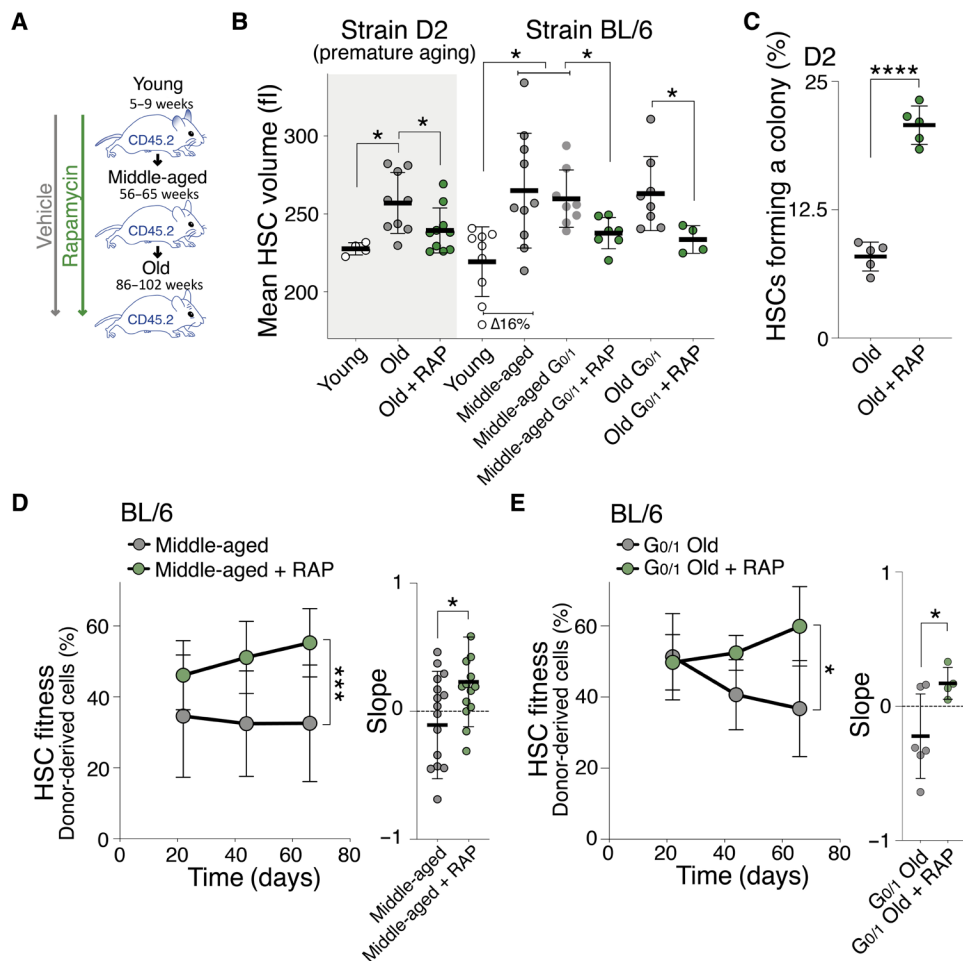 A
Young
5–9 weeks
CD45.2
Middle-aged
56–65 weeks
CD45.2
Old
86–102 weeks
CD45.2
Vehicle
Rapamycin
B
Strain D2
(premature aging)
Strain BL/6
Mean HSC volume (fl)
300
250
200
*
*
*
*
*
Δ16%
Young
Old
Old + RAP
Young
Middle-aged
Middle-aged G0/1
Middle-aged G0/1 + RAP
Old G0/1
Old G0/1 + RAP
C
D2
HSCs forming a colony (%)
25
12.5
0
****
Old
Old + RAP
D
BL/6
Middle-aged
Middle-aged + RAP
HSC fitness
Donor-derived cells (%)
60
40
20
0
0 20 40 60 80
Time (days)
***
Slope
1
0
−1
*
Middle-aged
Middle-aged + RAP
E
BL/6
G0/1 Old
G0/1 Old + RAP
HSC fitness
Donor-derived cells (%)
60
40
20
0
0 20 40 60 80
Time (days)
*
Slope
1
0
−1
*
G0/1 Old
G0/1 Old + RAP